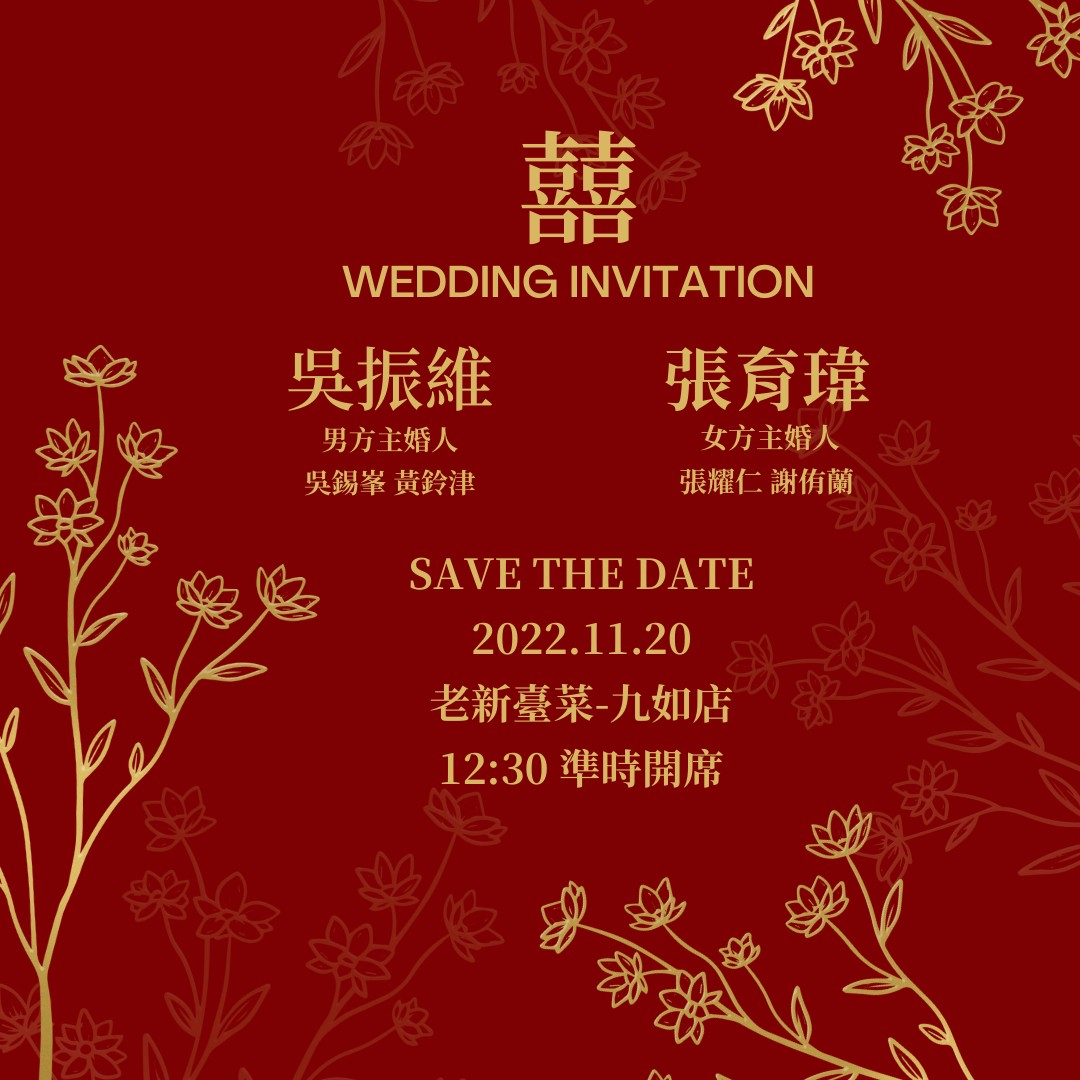 囍
WEDDING INVITATION
吳振維 張育瑋
男方主婚人 女方主婚人
吳錫峯 黃鈴津 張耀仁 謝侑蘭
SAVE THE DATE
2022.11.20
老新臺菜-九如店
12:30 準時開席